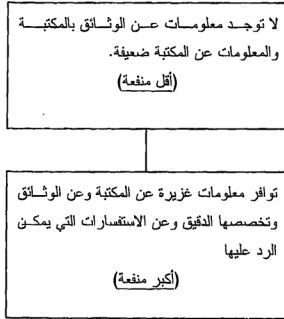 لا توجد معلومات عن الوثائق بالمكتبة
والمعلومات عن المكتبة ضعيفة.
(أقل منفعة)
توافر معلومات غزيرة عن المكتبة وعن الوثائق
وتخصصها الدقيق وعن الاستفسارات التي يمكن
الرد عليها
(أكبر منفعة)